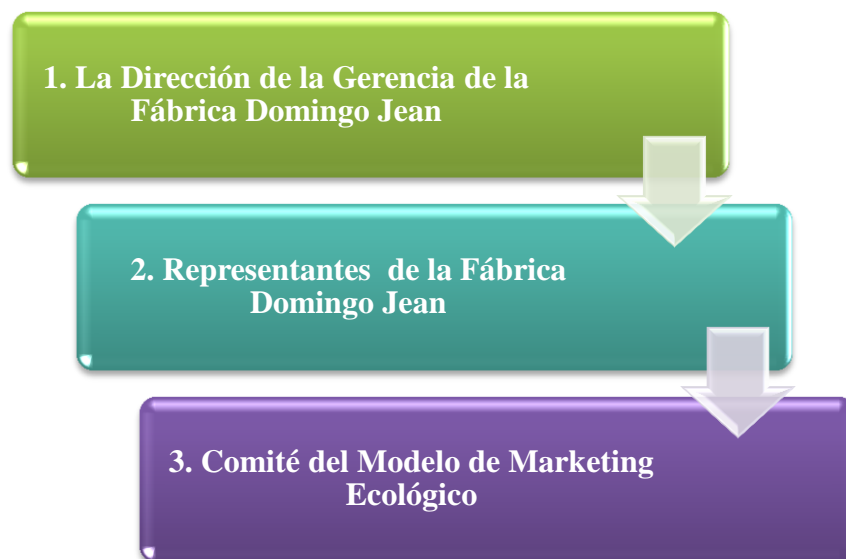 1. La Dirección de la Gerencia de la
Fábrica Domingo Jean
2. Representantes de la Fábrica
Domingo Jean
3. Comité del Modelo de Marketing
Ecológico